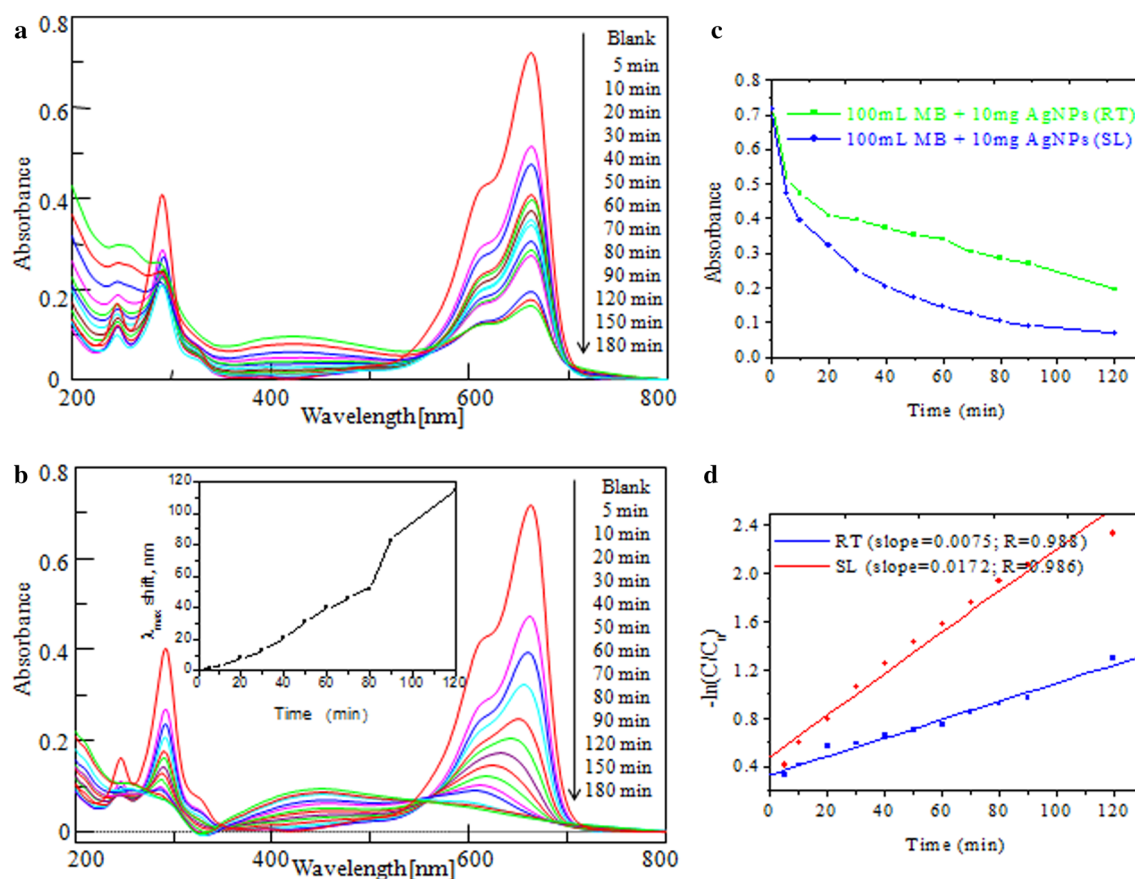 a
0.8
0.6
0.4
0.2
0
Absorbance
200
400
600
800
Wavelength[nm]
Blank
5 min
10 min
20 min
30 min
40 min
50 min
60 min
70 min
80 min
90 min
120 min
150 min
180 min
c
0.8
0.7
0.6
0.5
0.4
0.3
0.2
0.1
0.0
Absorbance
100mL MB + 10mg AgNPs (RT)
100mL MB + 10mg AgNPs (SL)
0
20
40
60
80
100
120
Time (min)
b
0.8
0.6
0.4
0.2
0
Absorbance
200
400
600
800
Wavelength[nm]
120
100
80
60
40
20
0
λmax shift, nm
0
20
40
60
80
100
120
Time (min)
Blank
5 min
10 min
20 min
30 min
40 min
50 min
60 min
70 min
80 min
90 min
120 min
150 min
180 min
d
2.4
2.0
1.6
1.2
0.8
0.4
RT (slope=0.0075; R=0.988)
SL (slope=0.0172; R=0.986)
0
20
40
60
80
100
120
Time (min)